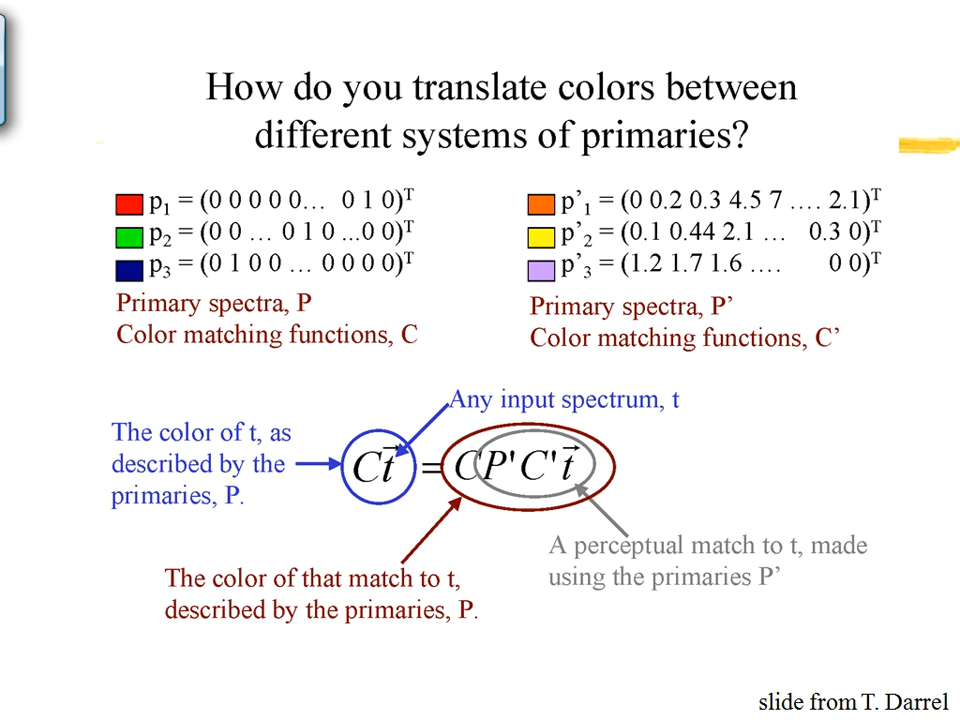 How do you translate colors between
different systems of primaries?
p₁ = (0 0 0 0 0… 0 1 0)ᵀ
p₂ = (0 0 … 0 1 0 ...0 0)ᵀ
p₃ = (0 1 0 0 … 0 0 0 0)ᵀ
Primary spectra, P
Color matching functions, C
p’₁ = (0 0.2 0.3 4.5 7 …. 2.1)ᵀ
p’₂ = (0.1 0.44 2.1 … 0.3 0)ᵀ
p’₃ = (1.2 1.7 1.6 …. 0 0)ᵀ
Primary spectra, P’
Color matching functions, C’
Any input spectrum, t
The color of t, as
described by the
primaries, P.
Ct⃗ = CP'C't⃗
A perceptual match to t, made
using the primaries P’
The color of that match to t,
described by the primaries, P.
slide from T. Darrel